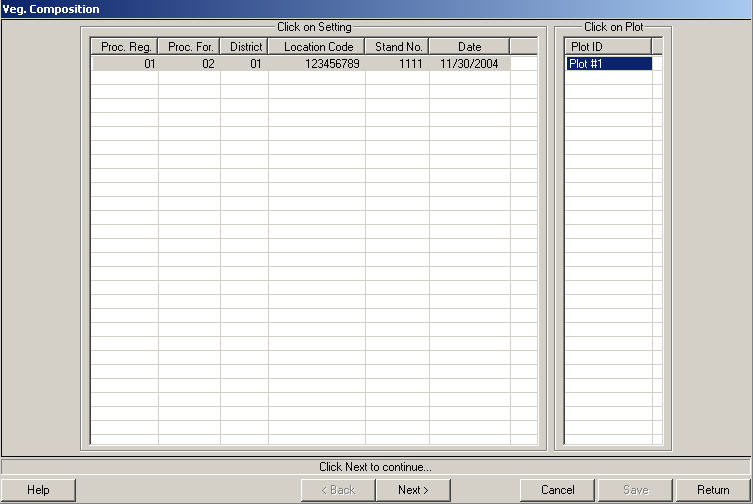 Veg. Composition
Click on Setting
Click on Plot
Proc. Reg. Proc. For. District Location Code Stand No. Date
Plot ID
01 02 01 123456789 1111 11/30/2004
Plot #1
Click Next to continue...
Help < Back Next > Cancel Save Return